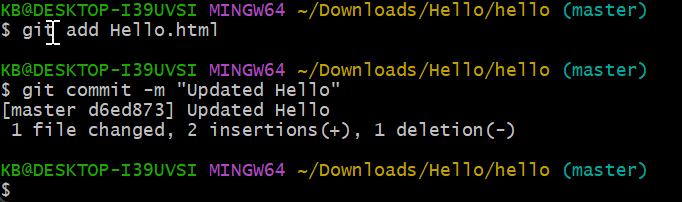 KB@DESKTOP-I39UVSI MINGW64 ~/Downloads/Hello/hello (master)
$ git add Hello.html
KB@DESKTOP-I39UVSI MINGW64 ~/Downloads/Hello/hello (master)
$ git commit -m "Updated Hello"
[master d6ed873] Updated Hello
 1 file changed, 2 insertions(+), 1 deletion(-)
KB@DESKTOP-I39UVSI MINGW64 ~/Downloads/Hello/hello (master)
$